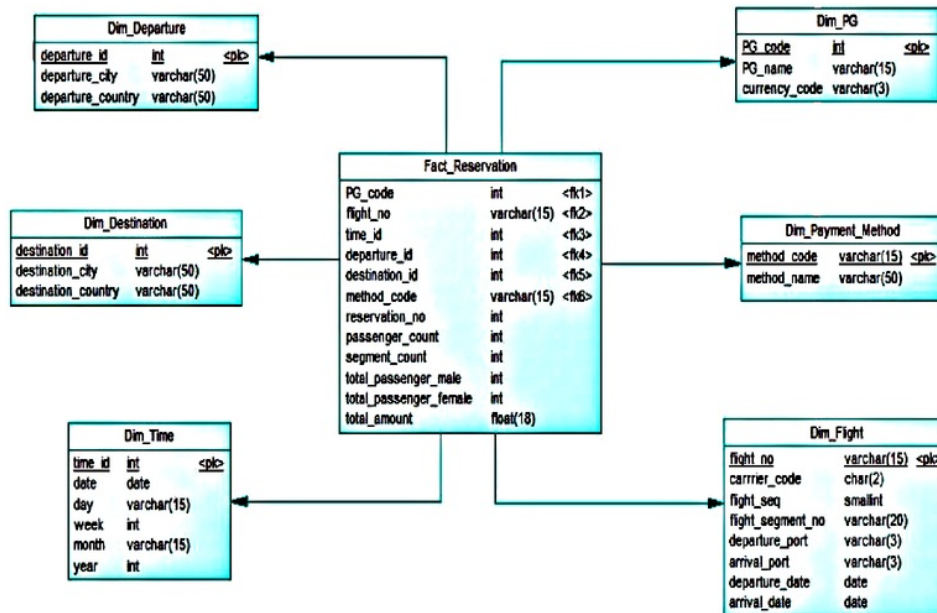 Dim_Departure
departure_id int <pk>
departure_city varchar(50)
departure_country varchar(50)
Dim_PG
PG_code int <pk>
PG_name varchar(15)
currency_code varchar(3)
Fact_Reservation
PG_code int <fk1>
flight_no varchar(15) <fk2>
time_id int <fk3>
departure_id int <fk4>
destination_id int <fk5>
method_code varchar(15) <fk6>
reservation_no int
passenger_count int
segment_count int
total_passenger_male int
total_passenger_female int
total_amount float(18)
Dim_Destination
destination_id int <pk>
destination_city varchar(50)
destination_country varchar(50)
Dim_Payment_Method
method_code varchar(15) <pk>
method_name varchar(50)
Dim_Time
time_id int <pk>
date date
day varchar(15)
week int
month varchar(15)
year int
Dim_Flight
flight_no varchar(15) <pk>
carrrier_code char(2)
flight_seq smallint
flight_segment_no varchar(20)
departure_port varchar(3)
arrival_port varchar(3)
departure_date date
arrival_date date